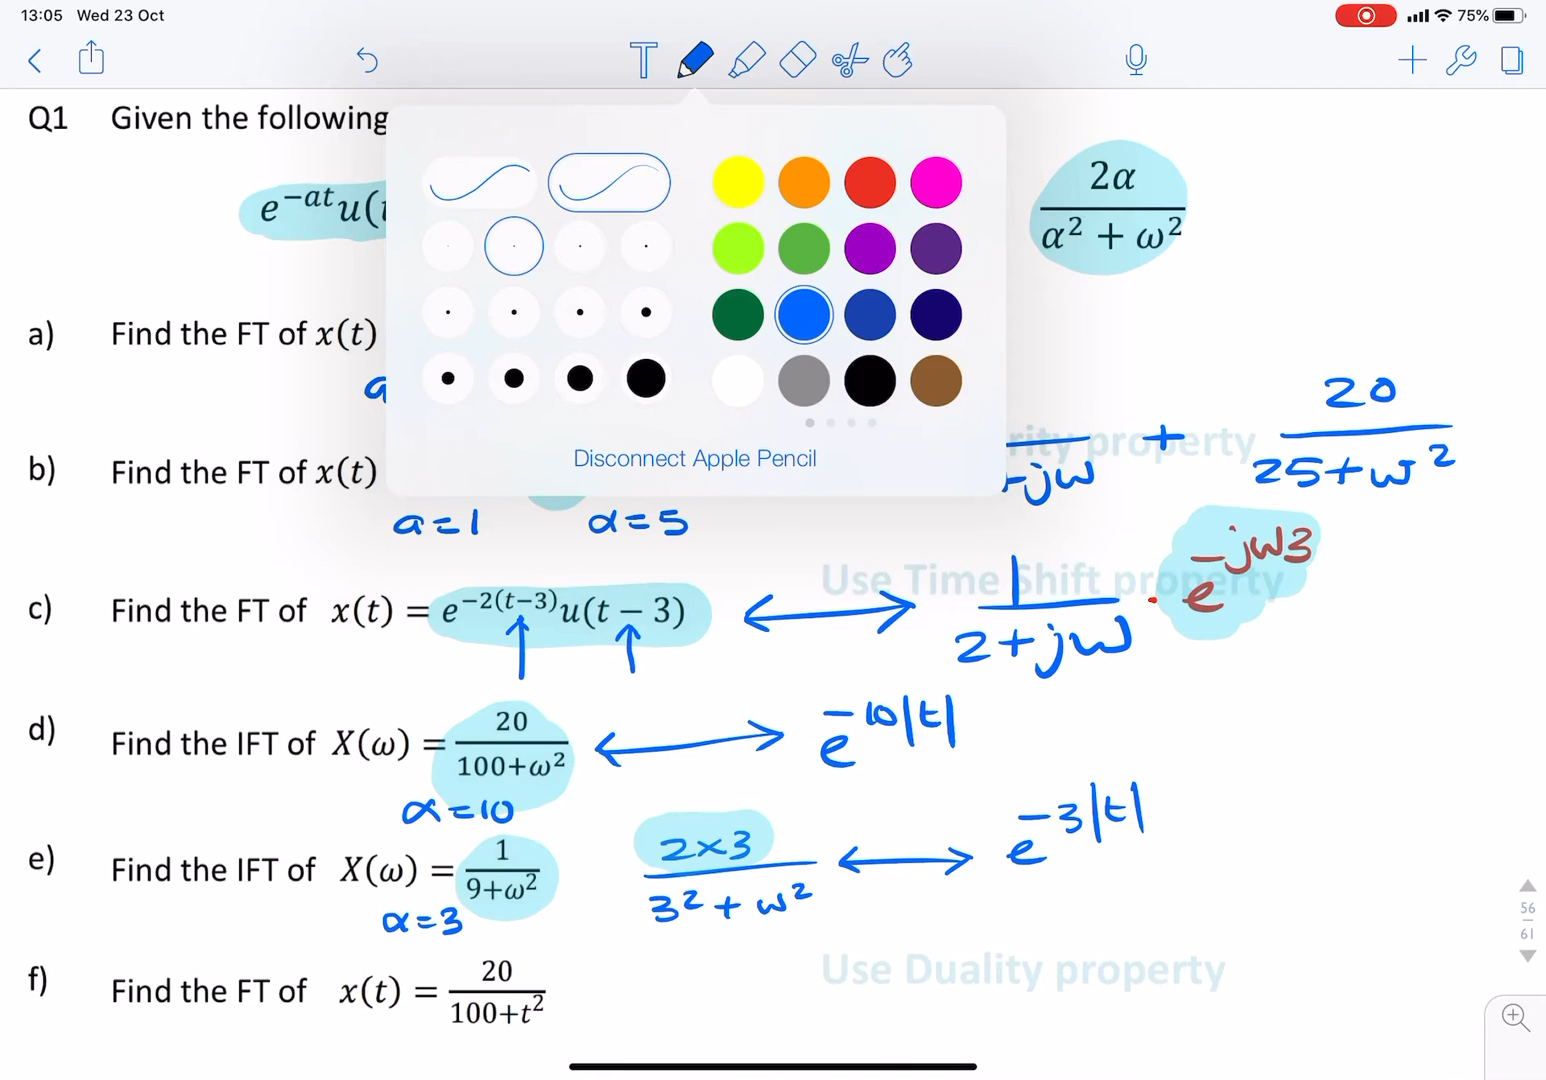 13:05 Wed 23 Oct
75%
T
Q1 Given the following
e^{-at}u(
2α / α² + ω²
a) Find the FT of x(t)
20 / 25+ω²
+
rity property
-jω
Disconnect Apple Pencil
b) Find the FT of x(t)
a=1 α=5
Use Time Shift property
c) Find the FT of x(t) = e^{-2(t-3)}u(t - 3)
1 / 2+jω · e^{-jω3}
d) Find the IFT of X(ω) = 20 / 100+ω²
e^{-10|t|}
α=10
e) Find the IFT of X(ω) = 1 / 9+ω²
2×3 / 3²+ω²
e^{-3|t|}
α=3
56
61
Use Duality property
f) Find the FT of x(t) = 20 / 100+t²